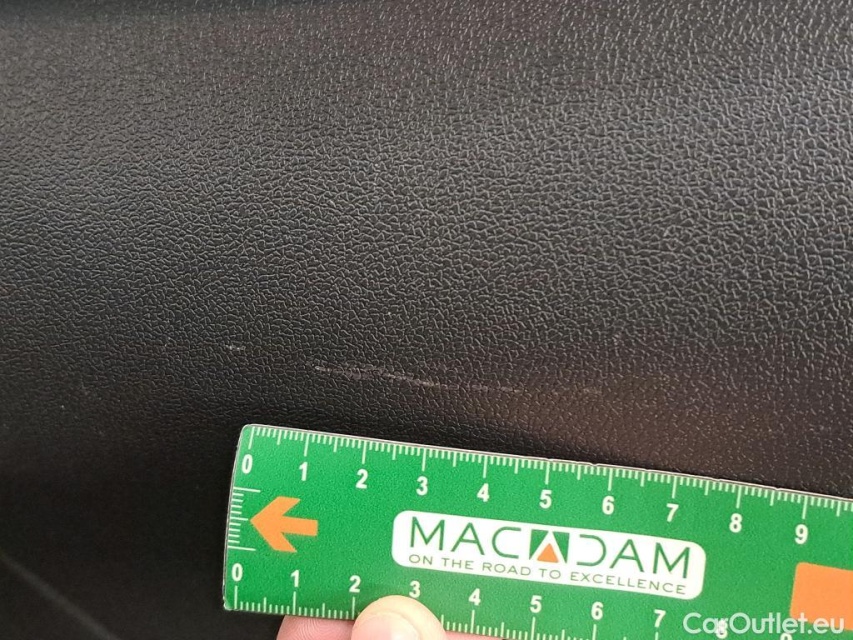 0 1 2 3 4 5 6 7 8 9
MACADAM
ON THE ROAD TO EXCELLENCE
0 1 2 3 4 5 6 7 8
CarOutlet.eu